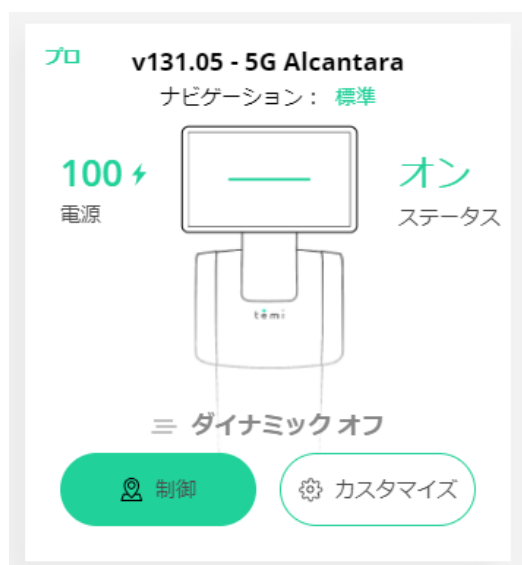 プロ
v131.05 - 5G Alcantara
ナビゲーション： 標準
100
電源
オン
ステータス
temi
ダイナミック オフ
制御
カスタマイズ